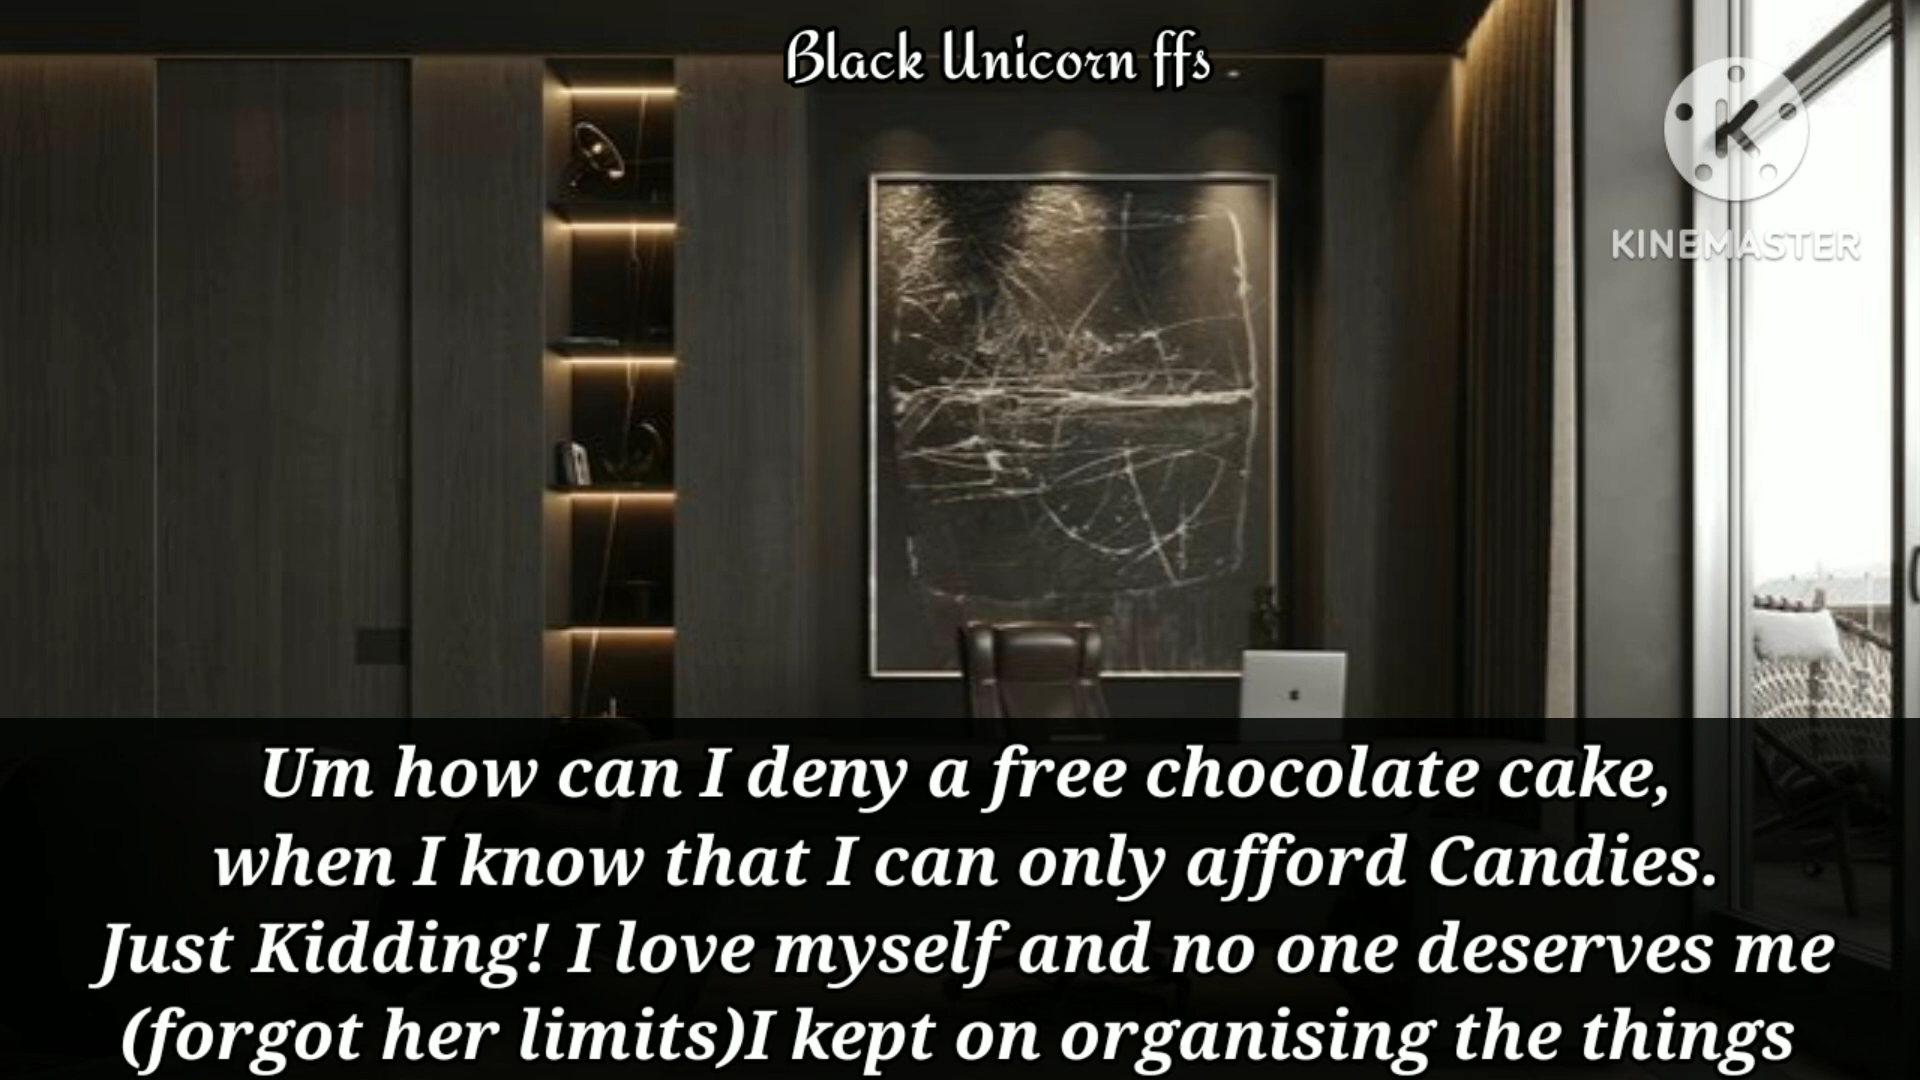 Black Unicorn ffs
KINEMASTER
Um how can I deny a free chocolate cake,
when I know that I can only afford Candies.
Just Kidding! I love myself and no one deserves me
(forgot her limits)I kept on organising the things